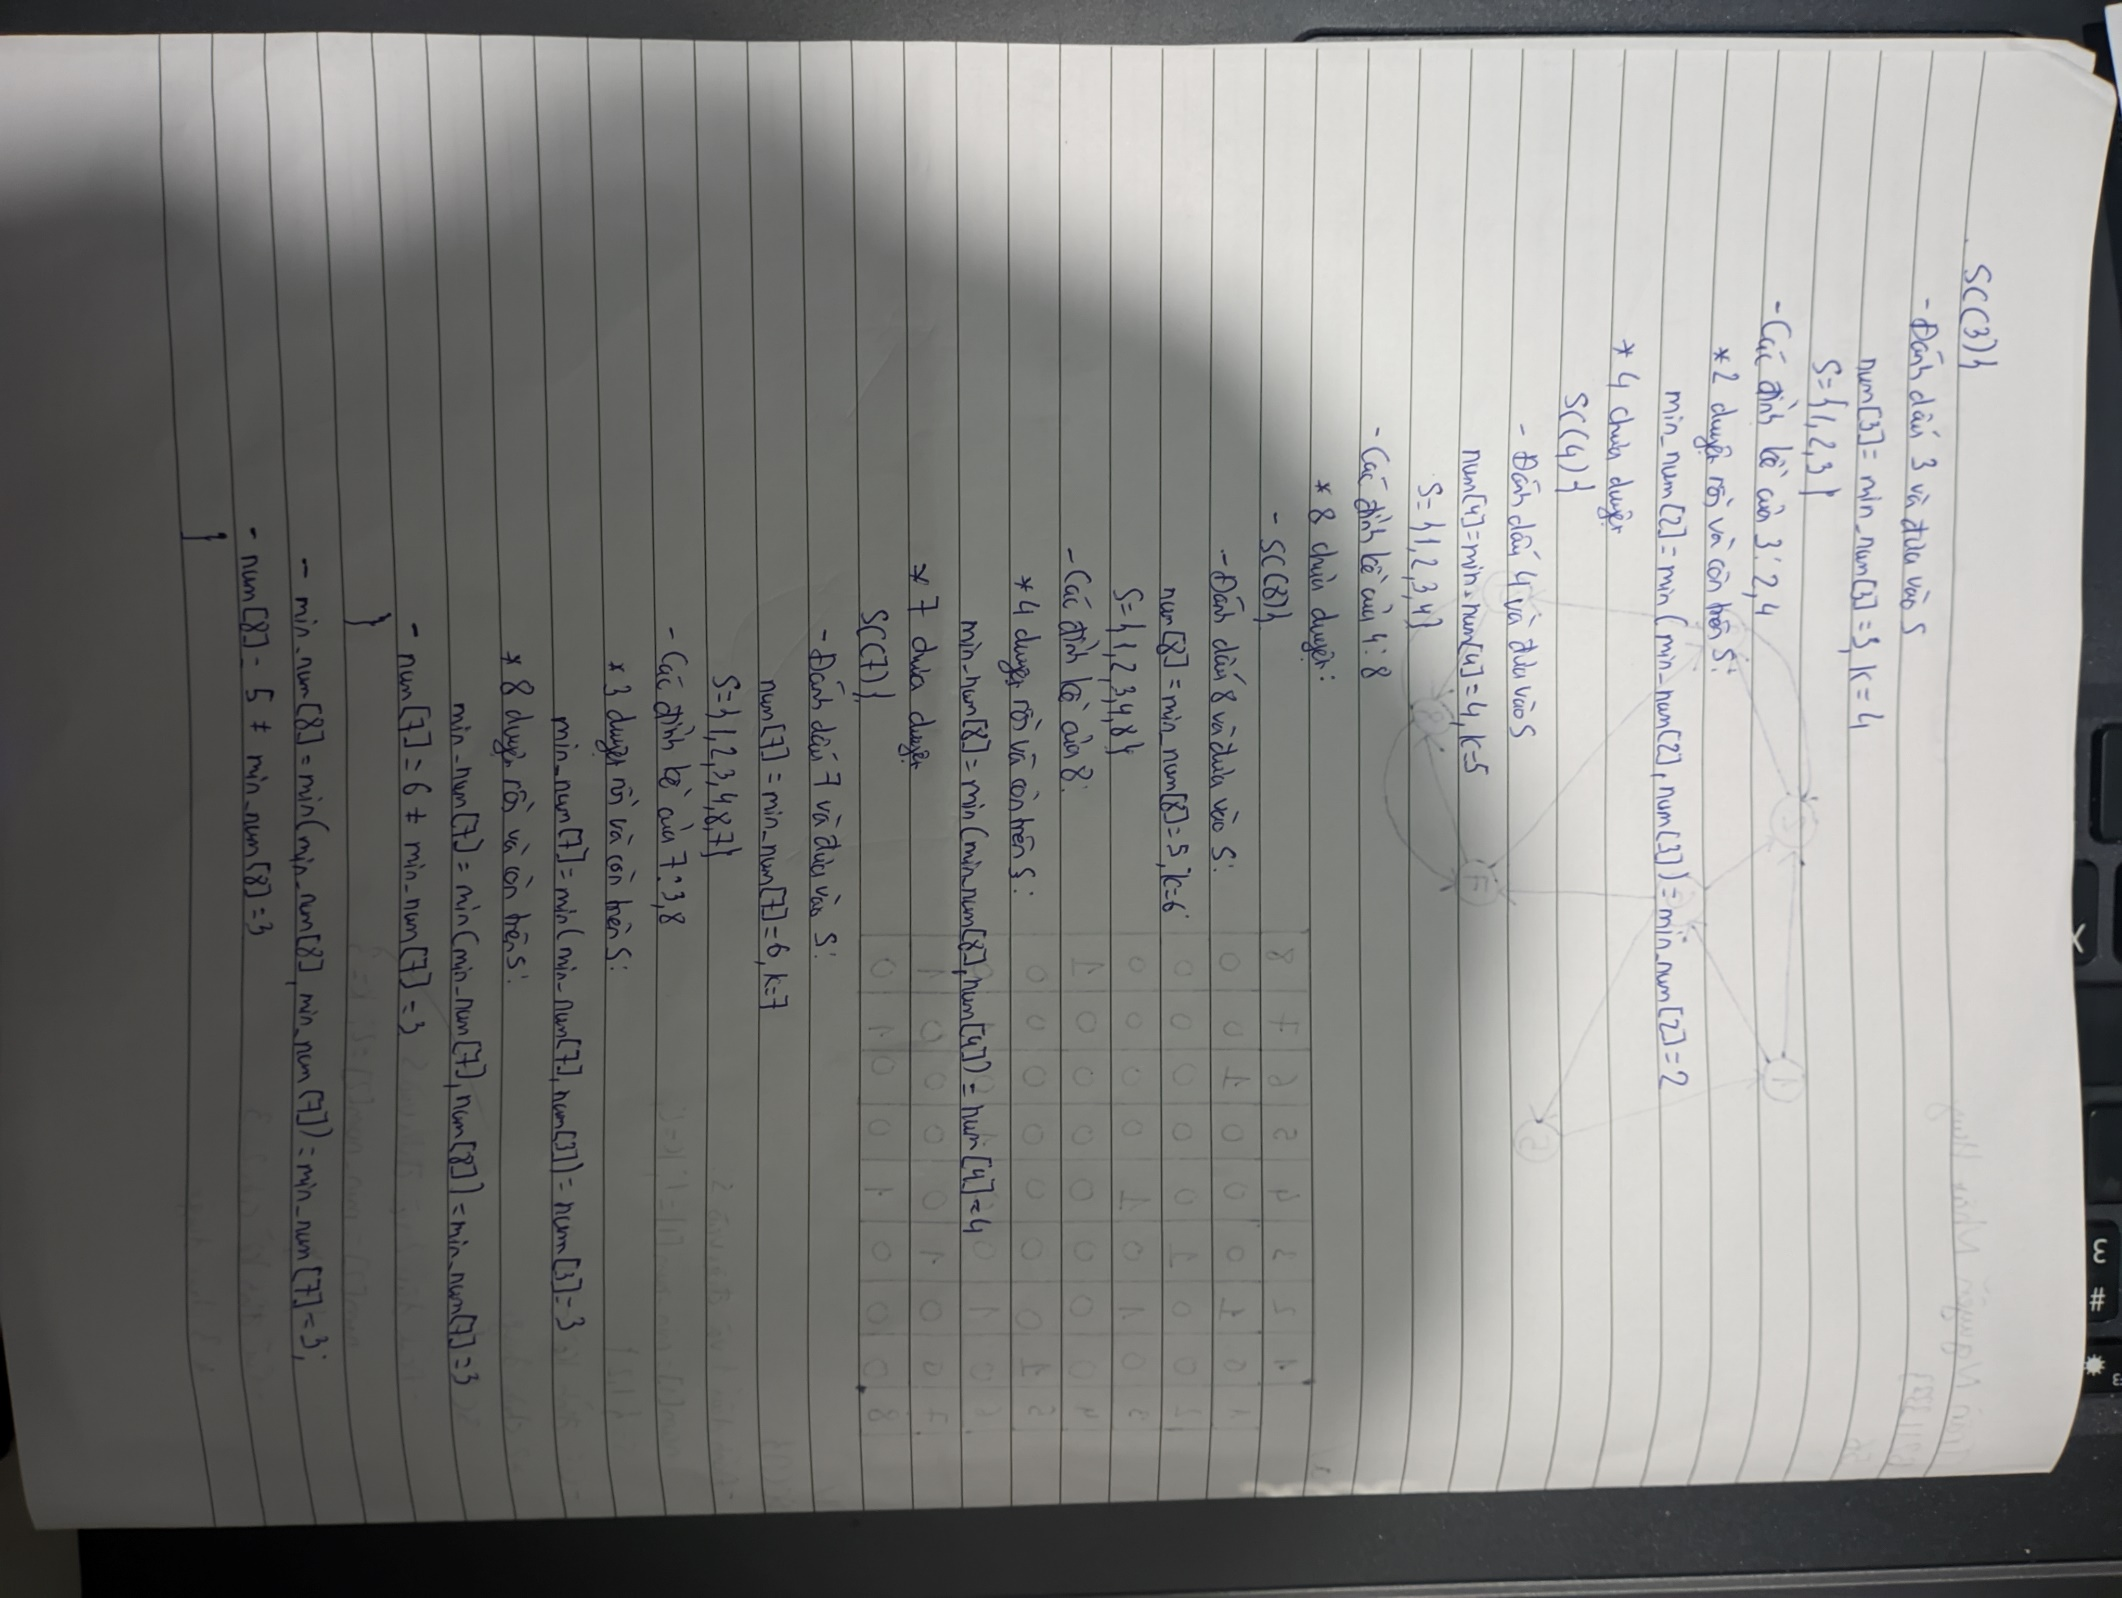 SC(3){
- Đánh dấu 3 và đưa vào S
num[3] = min_num[3] = 3, k = 4
S = {1, 2, 3}
- Các đỉnh kề của 3: 2, 4
* 2 duyệt rồi và còn trên S:
min_num[2] = min(min_num[2], num[3]) = min_num[2] = 2
* 4 chưa duyệt
SC(4){
- Đánh dấu 4 và đưa vào S
num[4] = min_num[4] = 4, k=5
S = {1, 2, 3, 4}
- Các đỉnh kề của 4: 8
* 8 chưa duyệt:
- SC(8){
- Đánh dấu 8 và đưa vào S:
num[8] = min_num[8] = 5, k=6
S = {1, 2, 3, 4, 8}
- Các đỉnh kề của 8:
* 4 duyệt rồi và còn trên S:
min_num[8] = min(min_num[8], num[4]) = num[4] = 4
* 7 chưa duyệt
SC(7){
- Đánh dấu 7 và đưa vào S:
num[7] = min_num[7] = 6, k=7
S = {1, 2, 3, 4, 8, 7}
- Các đỉnh kề của 7: 3, 8
* 3 duyệt rồi và còn trên S:
min_num[7] = min(min_num[7], num[3]) = num[3] = 3
* 8 duyệt rồi và còn trên S:
min_num[7] = min(min_num[7], num[8]) = min_num[7] = 3
- num[7] = 6 ≠ min_num[7] = 3
}
- min_num[8] = min(min_num[8], min_num[7]) = min_num[7] = 3;
- num[8] = 5 ≠ min_num[8] = 3
}